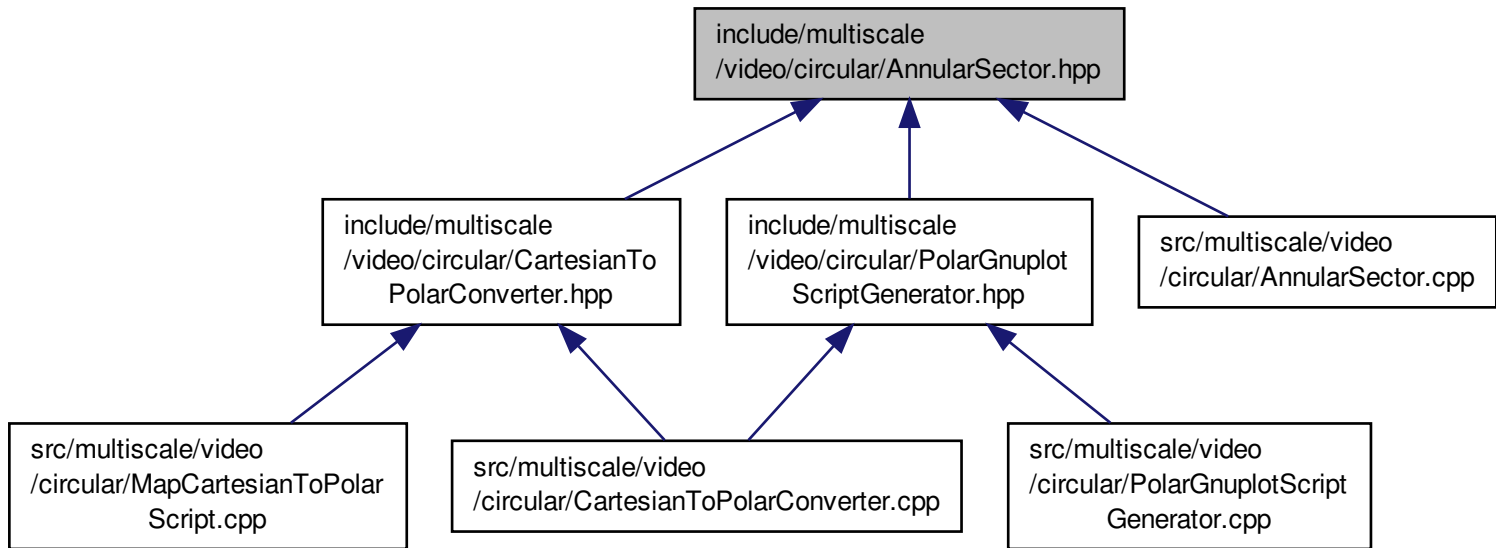 include/multiscale
/video/circular/AnnularSector.hpp
include/multiscale
/video/circular/CartesianTo
PolarConverter.hpp
include/multiscale
/video/circular/PolarGnuplot
ScriptGenerator.hpp
src/multiscale/video
/circular/AnnularSector.cpp
src/multiscale/video
/circular/MapCartesianToPolar
Script.cpp
src/multiscale/video
/circular/CartesianToPolarConverter.cpp
src/multiscale/video
/circular/PolarGnuplotScript
Generator.cpp